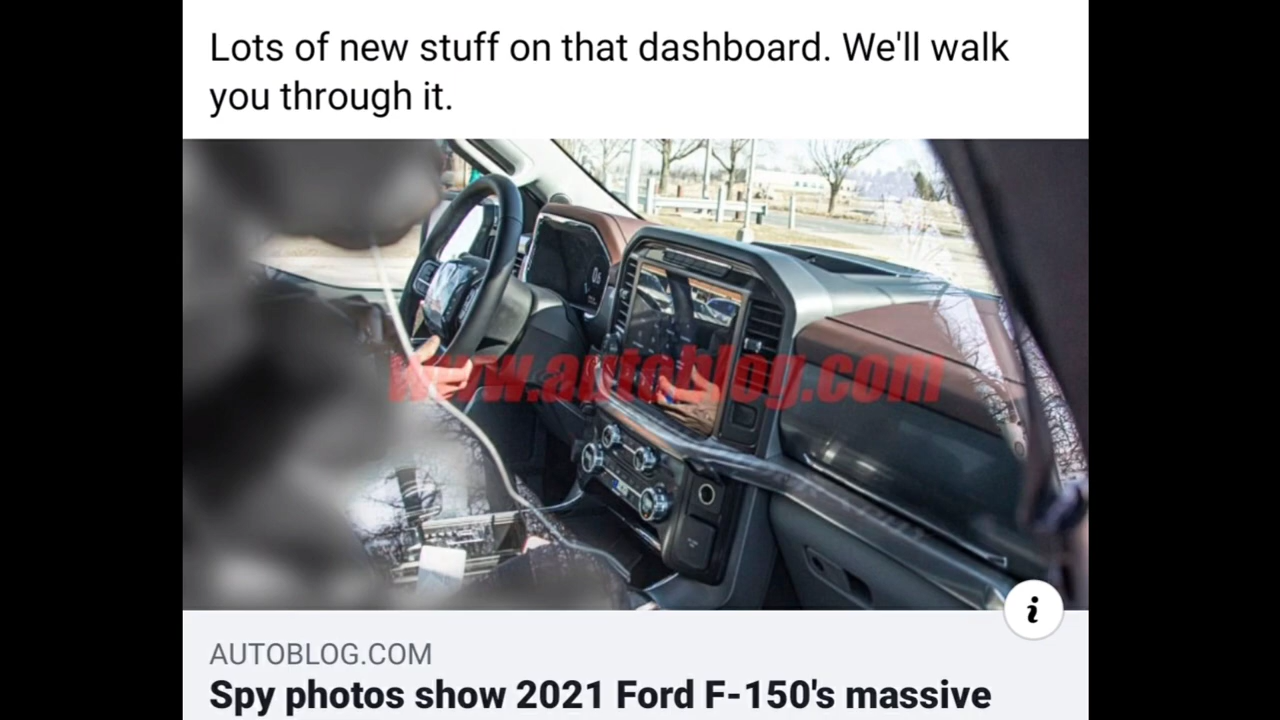 Lots of new stuff on that dashboard. We'll walk
you through it.
www.autoblog.com
i
AUTOBLOG.COM
Spy photos show 2021 Ford F-150's massive